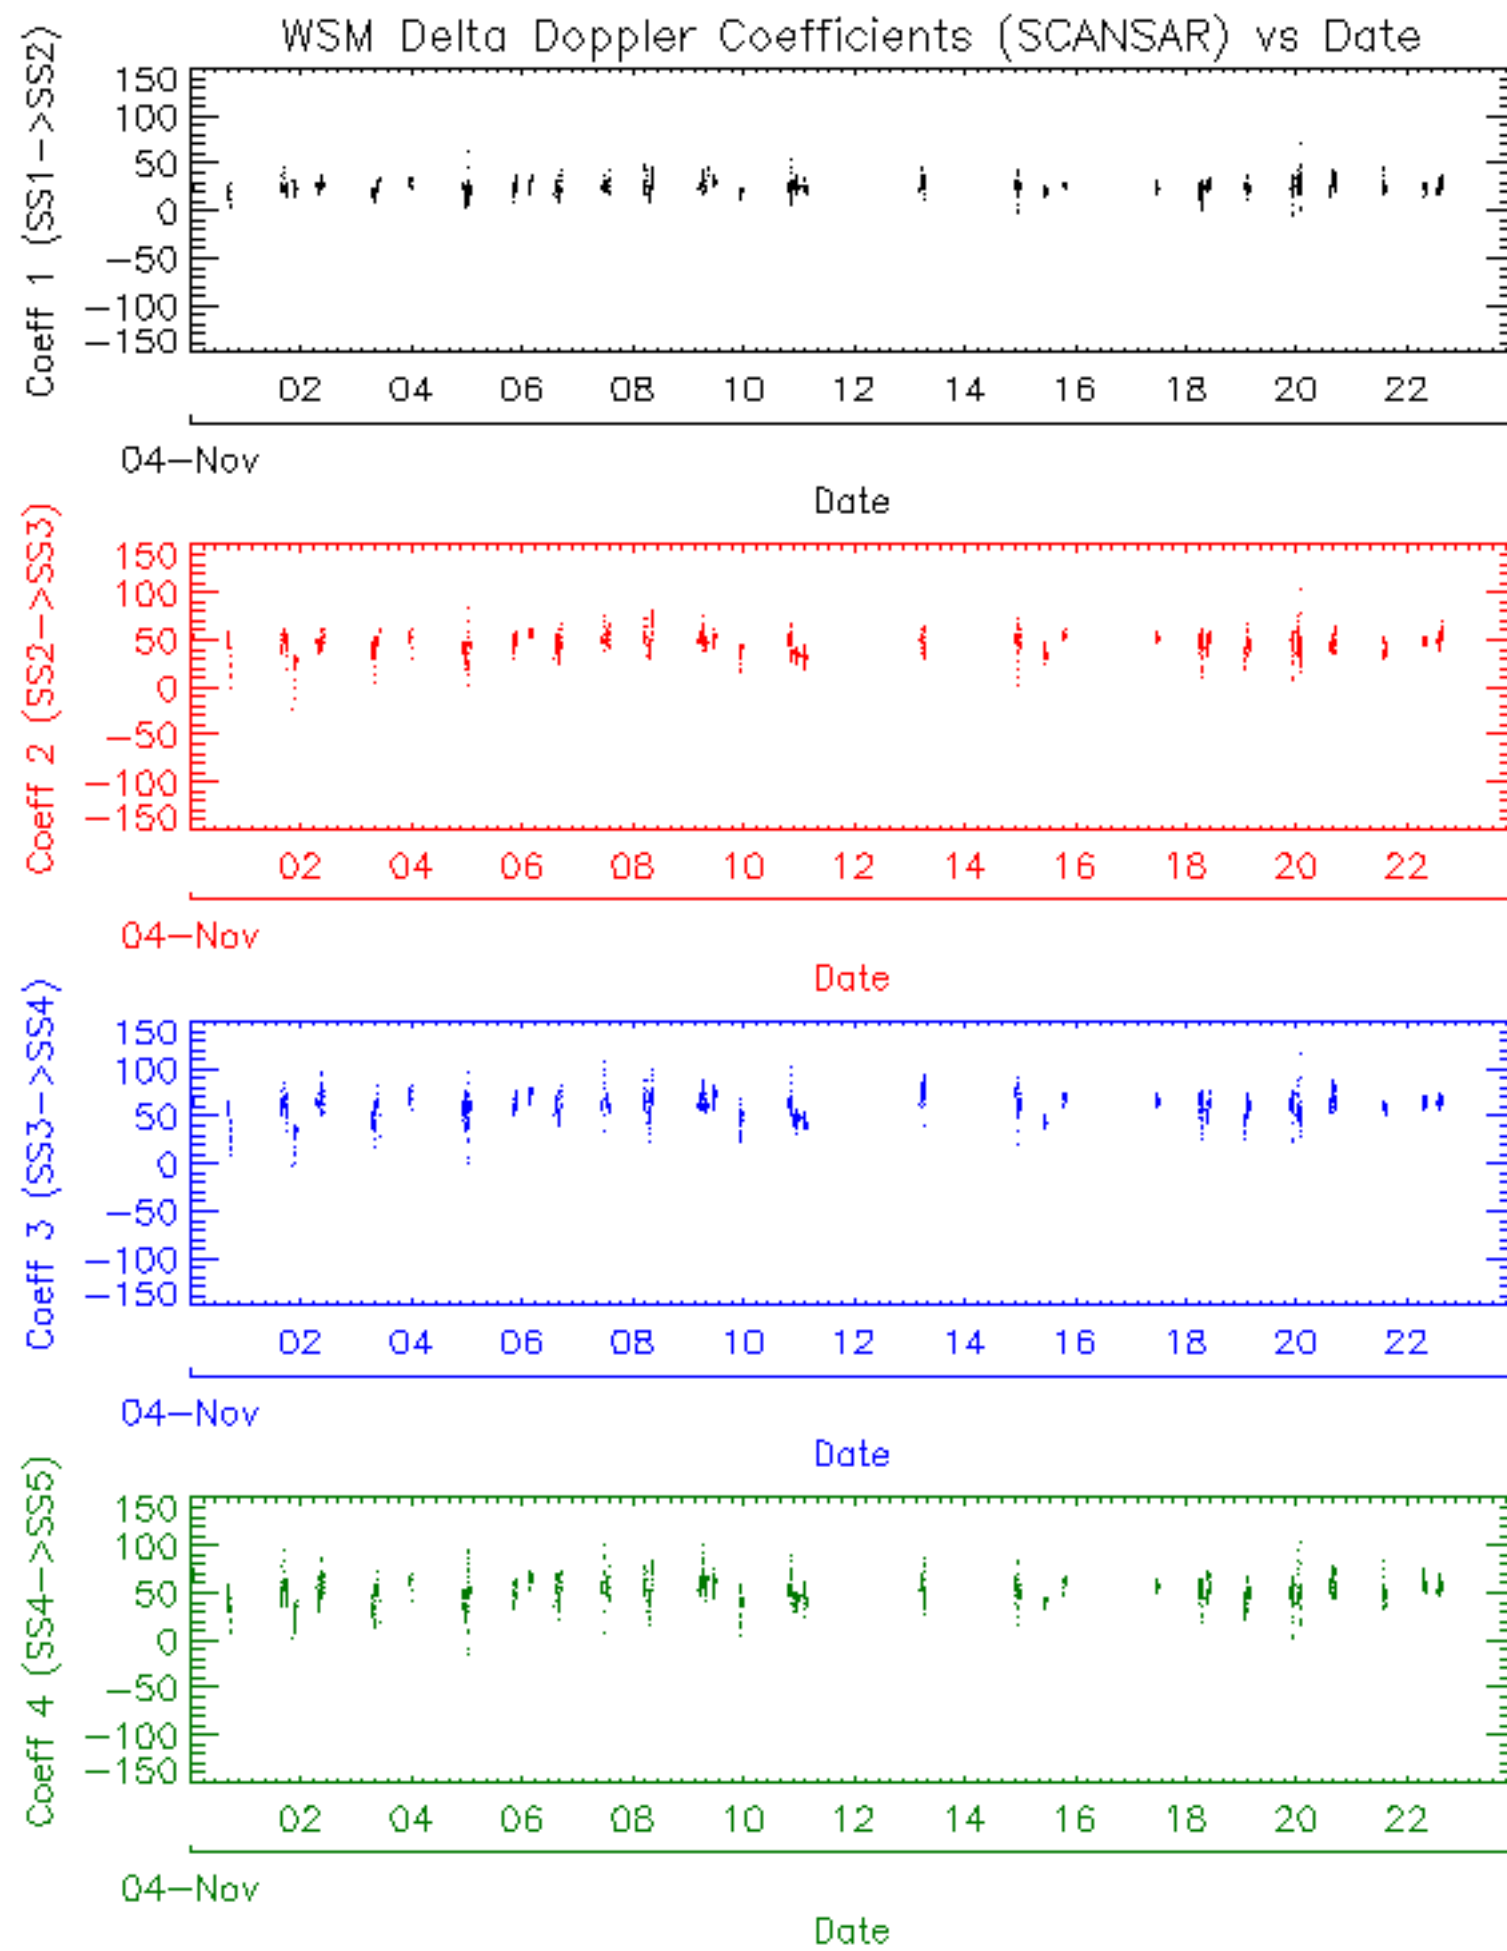 WSM Delta Doppler Coefficients (SCANSAR) vs Date
Coeff 1 (SS1->SS2)
150
100
50
0
-50
-100
-150
02 04 06 08 10 12 14 16 18 20 22
04-Nov
Date
Coeff 2 (SS2->SS3)
150
100
50
0
-50
-100
-150
02 04 06 08 10 12 14 16 18 20 22
04-Nov
Date
Coeff 3 (SS3->SS4)
150
100
50
0
-50
-100
-150
02 04 06 08 10 12 14 16 18 20 22
04-Nov
Date
Coeff 4 (SS4->SS5)
150
100
50
0
-50
-100
-150
02 04 06 08 10 12 14 16 18 20 22
04-Nov
Date